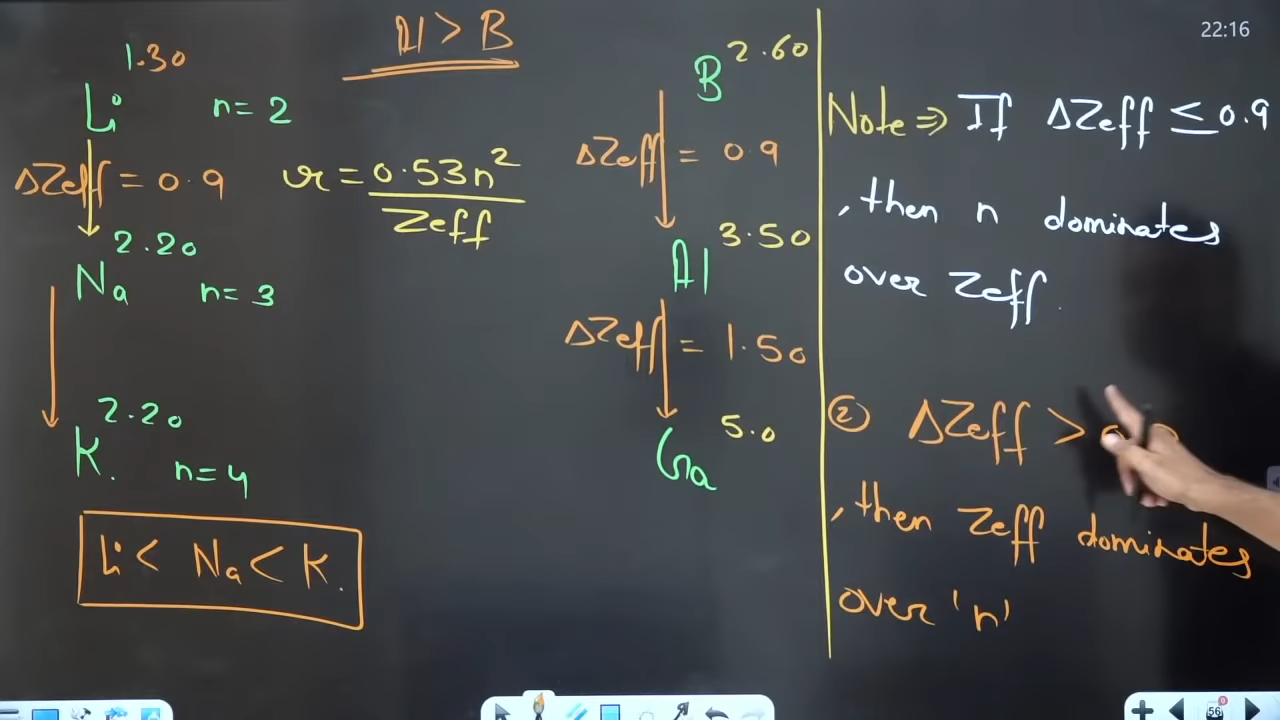 22:16
Al > B
1.30
Li n = 2
ΔZeff = 0.9
r = 0.53n²
Zeff
2.20
Na n = 3
2.20
K. n = 4
Li < Na < K.
B 2.60
ΔZeff = 0.9
Al 3.50
ΔZeff = 1.50
Ga 5.0
Note ⇒ If ΔZeff ≤ 0.9
, then n dominates
over Zeff.
② ΔZeff >
, then Zeff dominates
over 'n'
56